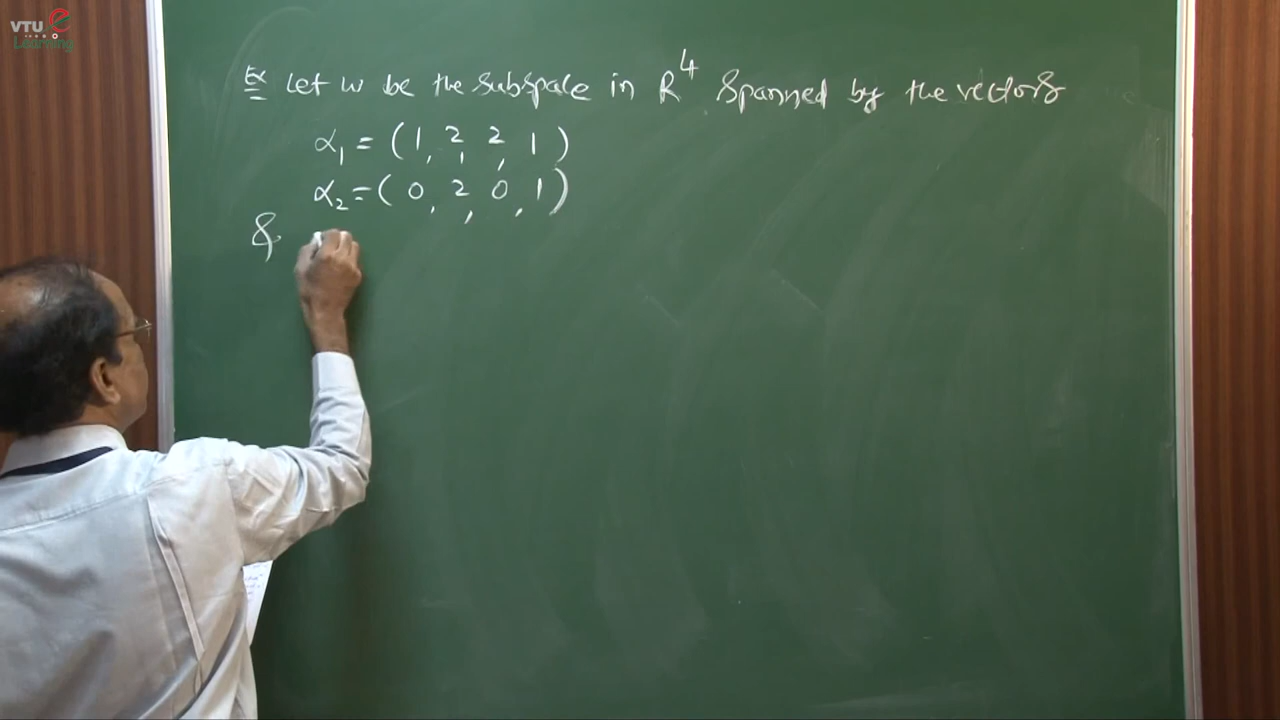 VTU e
Learning
Ex Let W be the subspace in R⁴ spanned by the vectors
α₁ = (1, 2, 2, 1)
α₂ = (0, 2, 0, 1)
&